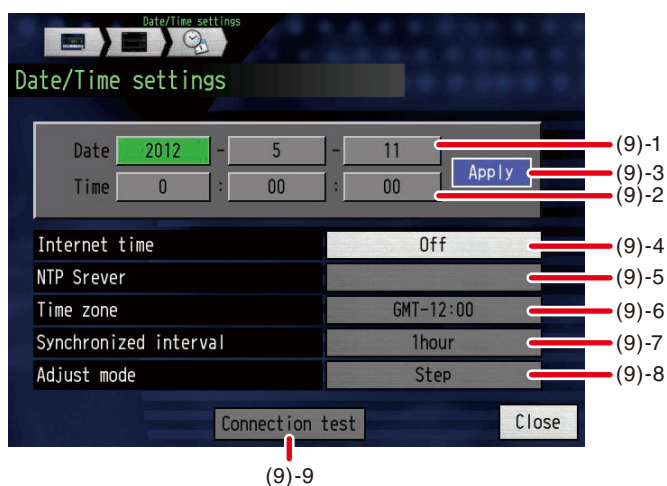 Date/Time settings
Date/Time settings
Date 2012 - 5 - 11 (9)-1
Apply (9)-3
Time 0 : 00 : 00 (9)-2
Internet time Off (9)-4
NTP Srever (9)-5
Time zone GMT-12:00 (9)-6
Synchronized interval 1hour (9)-7
Adjust mode Step (9)-8
Connection test Close
(9)-9